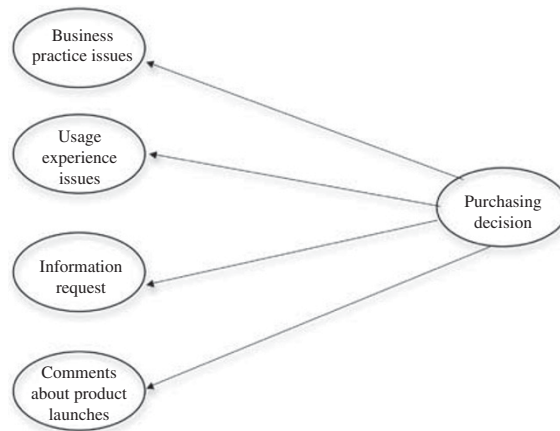 Business
practice issues
Usage
experience
issues
Purchasing
decision
Information
request
Comments
about product
launches